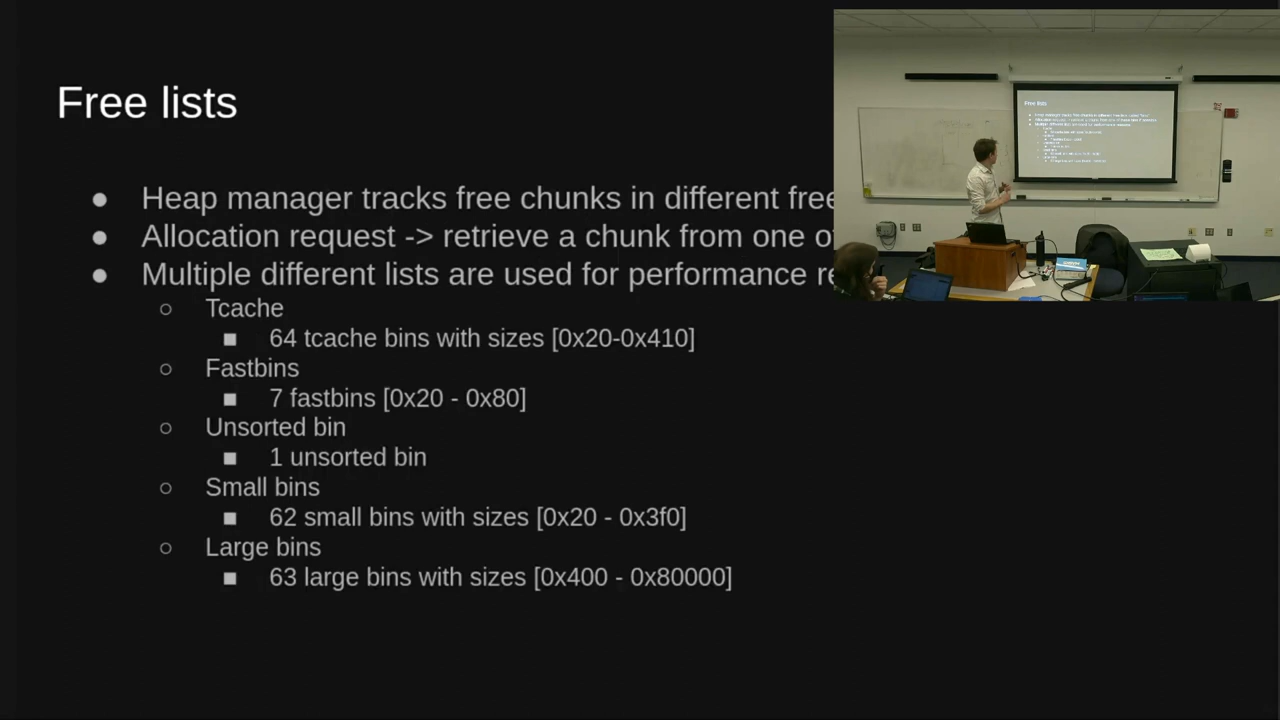 Free lists
● Heap manager tracks free chunks in different free
● Allocation request -> retrieve a chunk from one
● Multiple different lists are used for performance
○ Tcache
■ 64 tcache bins with sizes [0x20-0x410]
○ Fastbins
■ 7 fastbins [0x20 - 0x80]
○ Unsorted bin
■ 1 unsorted bin
○ Small bins
■ 62 small bins with sizes [0x20 - 0x3f0]
○ Large bins
■ 63 large bins with sizes [0x400 - 0x80000]
Free lists